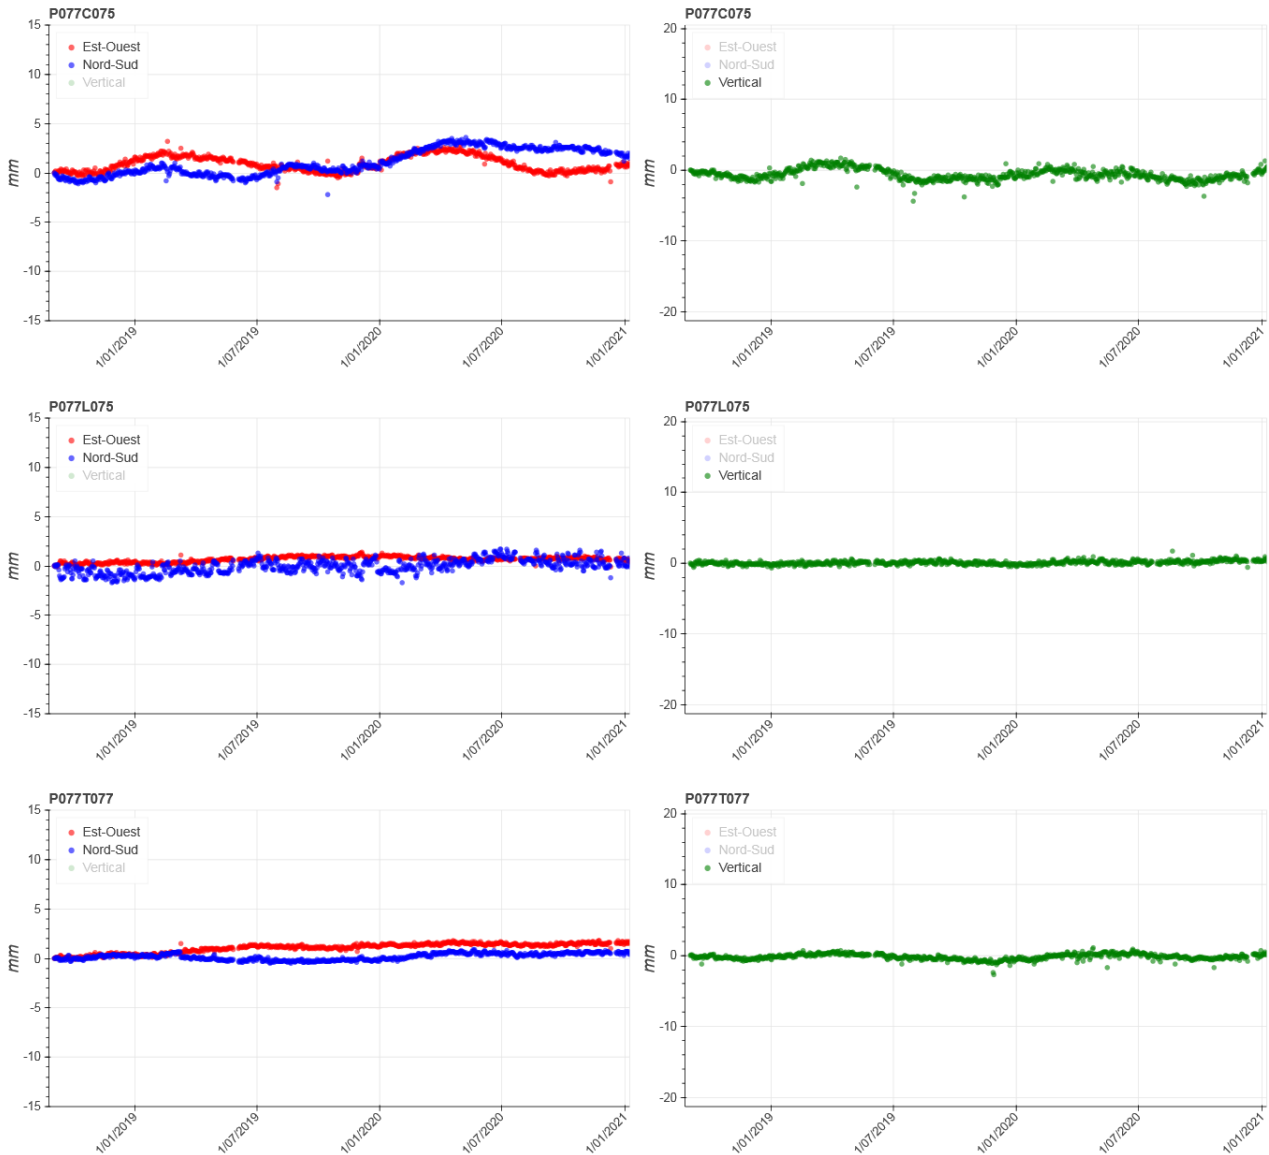 P077C075
15
10
5
0
-5
-10
-15
mm
Est-Ouest
Nord-Sud
Vertical
1/01/2019
1/07/2019
1/01/2020
1/07/2020
1/01/2021
P077C075
20
10
0
-10
-20
mm
Est-Ouest
Nord-Sud
Vertical
1/01/2019
1/07/2019
1/01/2020
1/07/2020
1/01/2021
P077L075
15
10
5
0
-5
-10
-15
mm
Est-Ouest
Nord-Sud
Vertical
1/01/2019
1/07/2019
1/01/2020
1/07/2020
1/01/2021
P077L075
20
10
0
-10
-20
mm
Est-Ouest
Nord-Sud
Vertical
1/01/2019
1/07/2019
1/01/2020
1/07/2020
1/01/2021
P077T077
15
10
5
0
-5
-10
-15
mm
Est-Ouest
Nord-Sud
Vertical
1/01/2019
1/07/2019
1/01/2020
1/07/2020
1/01/2021
P077T077
20
10
0
-10
-20
mm
Est-Ouest
Nord-Sud
Vertical
1/01/2019
1/07/2019
1/01/2020
1/07/2020
1/01/2021